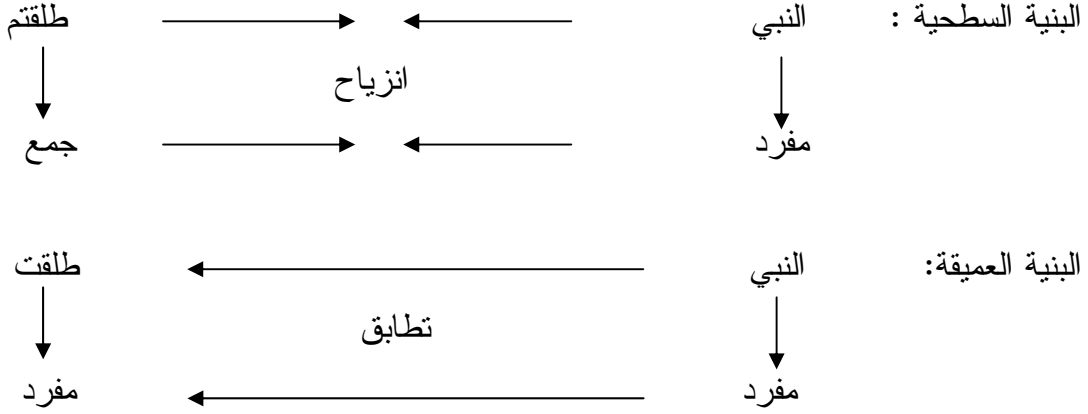 البنية السطحية : النبي طلقتم
انزياح
مفرد جمع
البنية العميقة: النبي طلقت
تطابق
مفرد مفرد